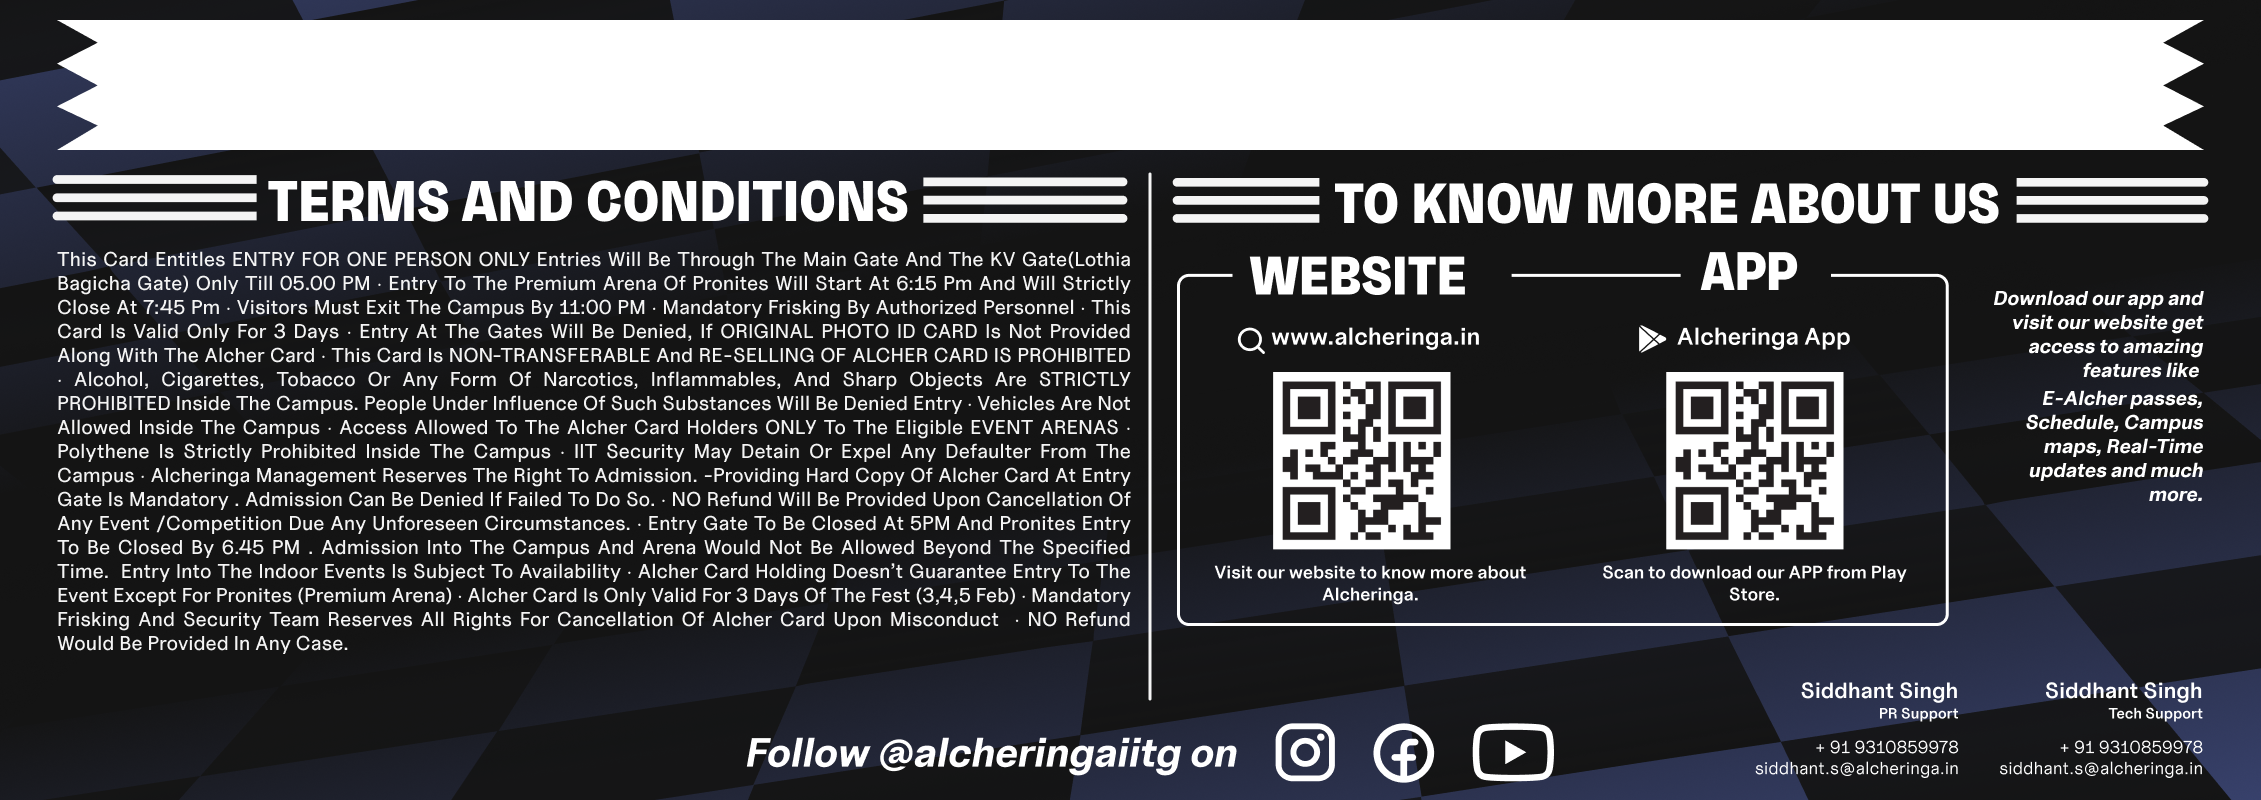 TERMS AND CONDITIONS
This Card Entitles ENTRY FOR ONE PERSON ONLY Entries Will Be Through The Main Gate And The KV Gate(Lothia
Bagicha Gate) Only Till 05.00 PM · Entry To The Premium Arena Of Pronites Will Start At 6:15 Pm And Will Strictly
Close At 7:45 Pm · Visitors Must Exit The Campus By 11:00 PM · Mandatory Frisking By Authorized Personnel · This
Card Is Valid Only For 3 Days · Entry At The Gates Will Be Denied, If ORIGINAL PHOTO ID CARD Is Not Provided
Along With The Alcher Card · This Card Is NON-TRANSFERABLE And RE-SELLING OF ALCHER CARD IS PROHIBITED
· Alcohol, Cigarettes, Tobacco Or Any Form Of Narcotics, Inflammables, And Sharp Objects Are STRICTLY
PROHIBITED Inside The Campus. People Under Influence Of Such Substances Will Be Denied Entry · Vehicles Are Not
Allowed Inside The Campus · Access Allowed To The Alcher Card Holders ONLY To The Eligible EVENT ARENAS ·
Polythene Is Strictly Prohibited Inside The Campus · IIT Security May Detain Or Expel Any Defaulter From The
Campus · Alcheringa Management Reserves The Right To Admission. -Providing Hard Copy Of Alcher Card At Entry
Gate Is Mandatory . Admission Can Be Denied If Failed To Do So. · NO Refund Will Be Provided Upon Cancellation Of
Any Event /Competition Due Any Unforeseen Circumstances. · Entry Gate To Be Closed At 5PM And Pronites Entry
To Be Closed By 6.45 PM . Admission Into The Campus And Arena Would Not Be Allowed Beyond The Specified
Time. Entry Into The Indoor Events Is Subject To Availability · Alcher Card Holding Doesn't Guarantee Entry To The
Event Except For Pronites (Premium Arena) · Alcher Card Is Only Valid For 3 Days Of The Fest (3,4,5 Feb) · Mandatory
Frisking And Security Team Reserves All Rights For Cancellation Of Alcher Card Upon Misconduct · NO Refund
Would Be Provided In Any Case.
TO KNOW MORE ABOUT US
WEBSITE
www.alcheringa.in
Visit our website to know more about
Alcheringa.
APP
Alcheringa App
Scan to download our APP from Play
Store.
Download our app and
visit our website get
access to amazing
features like
E-Alcher passes,
Schedule, Campus
maps, Real-Time
updates and much
more.
Follow @alcheringaiitg on
Siddhant Singh
PR Support
+ 91 9310859978
siddhant.s@alcheringa.in
Siddhant Singh
Tech Support
+ 91 9310859978
siddhant.s@alcheringa.in